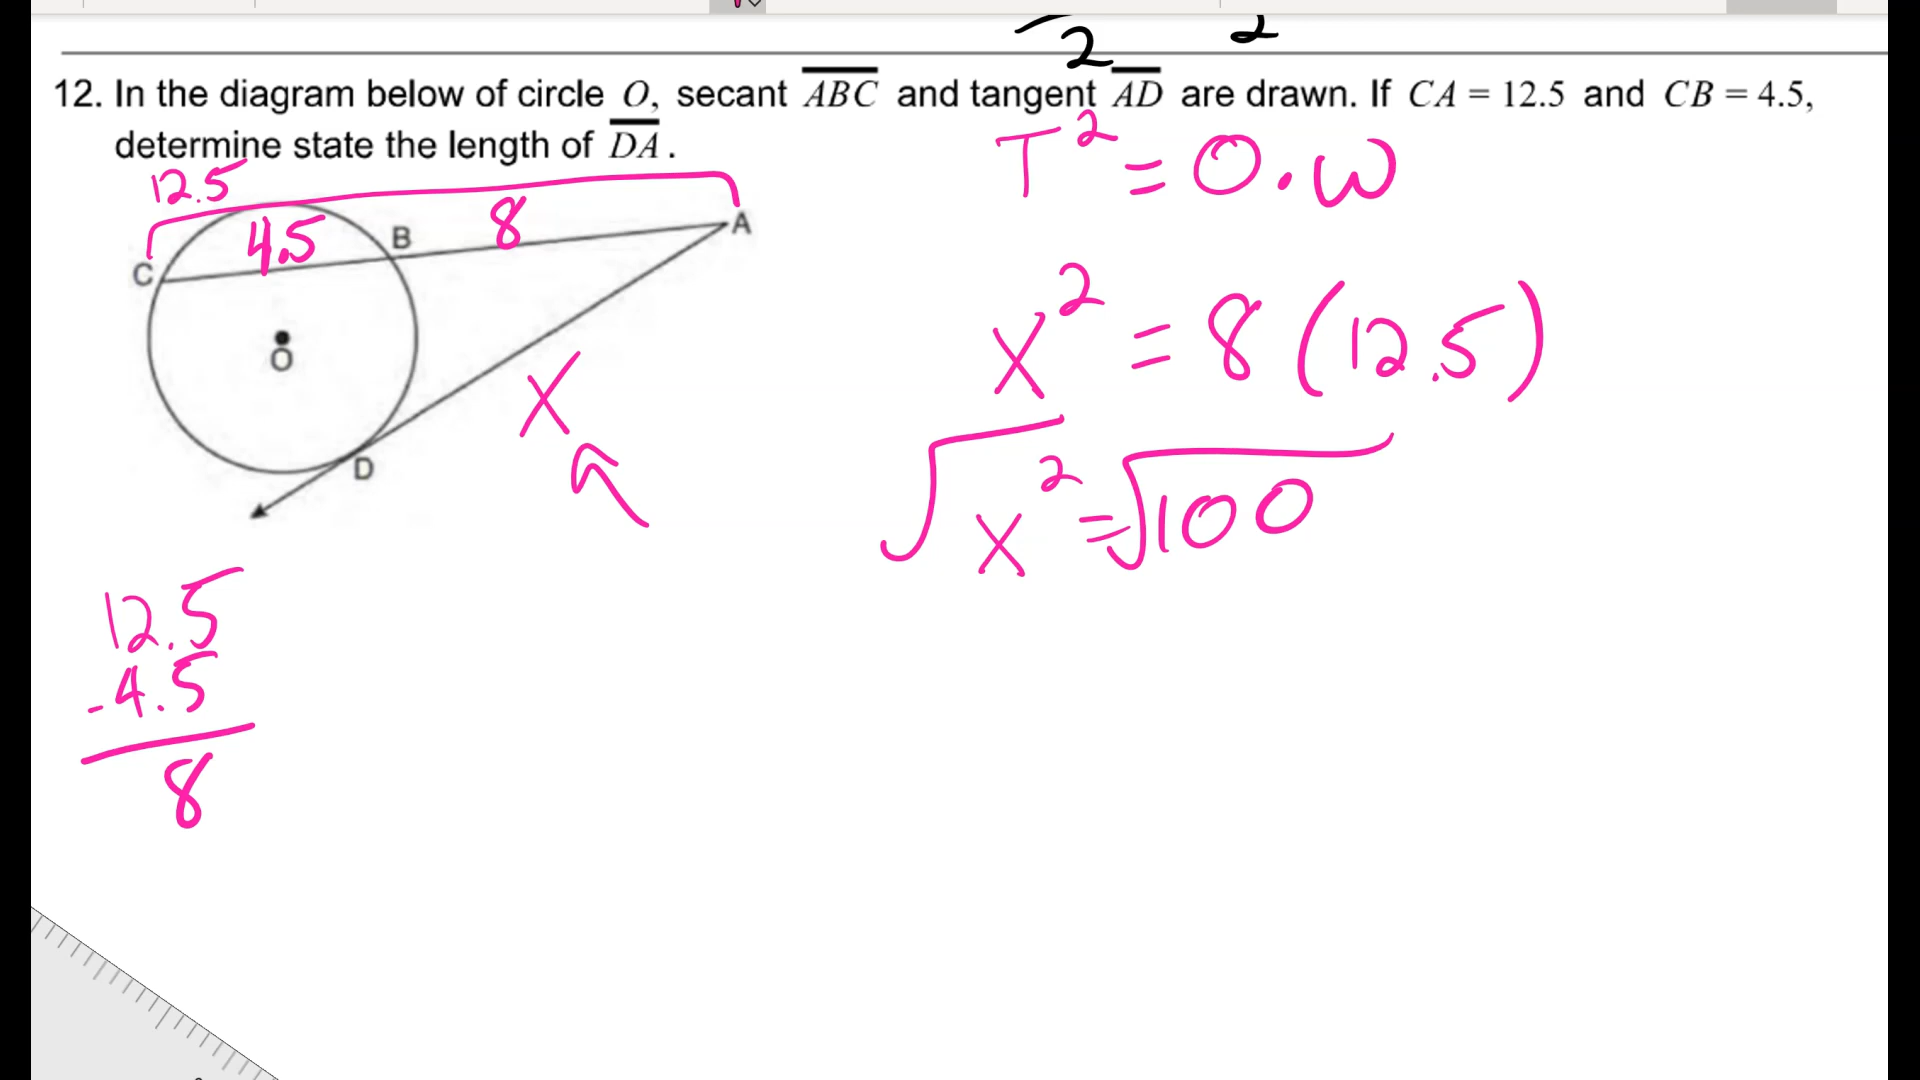 2 2
12. In the diagram below of circle O, secant ABC and tangent AD are drawn. If CA = 12.5 and CB = 4.5,
determine state the length of DA.
T² = O.W
12.5
4.5
8
C
B
A
O
D
X
x² = 8(12.5)
√x² = √100
12.5
-4.5
8